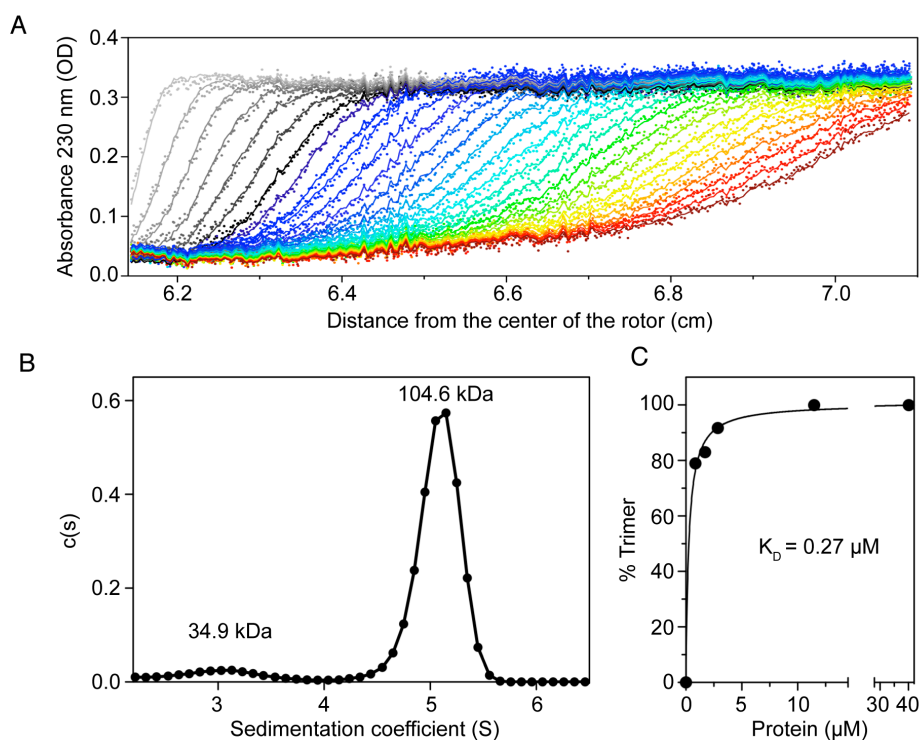 A
Absorbance 230 nm (OD)
0.4
0.3
0.2
0.1
0.0
6.2
6.4
6.6
6.8
7.0
Distance from the center of the rotor (cm)
B
c(s)
0.6
0.4
0.2
0.0
104.6 kDa
34.9 kDa
3
4
5
6
Sedimentation coefficient (S)
C
% Trimer
100
80
60
40
20
0
K_D = 0.27 µM
0
5
10
30
40
Protein (µM)